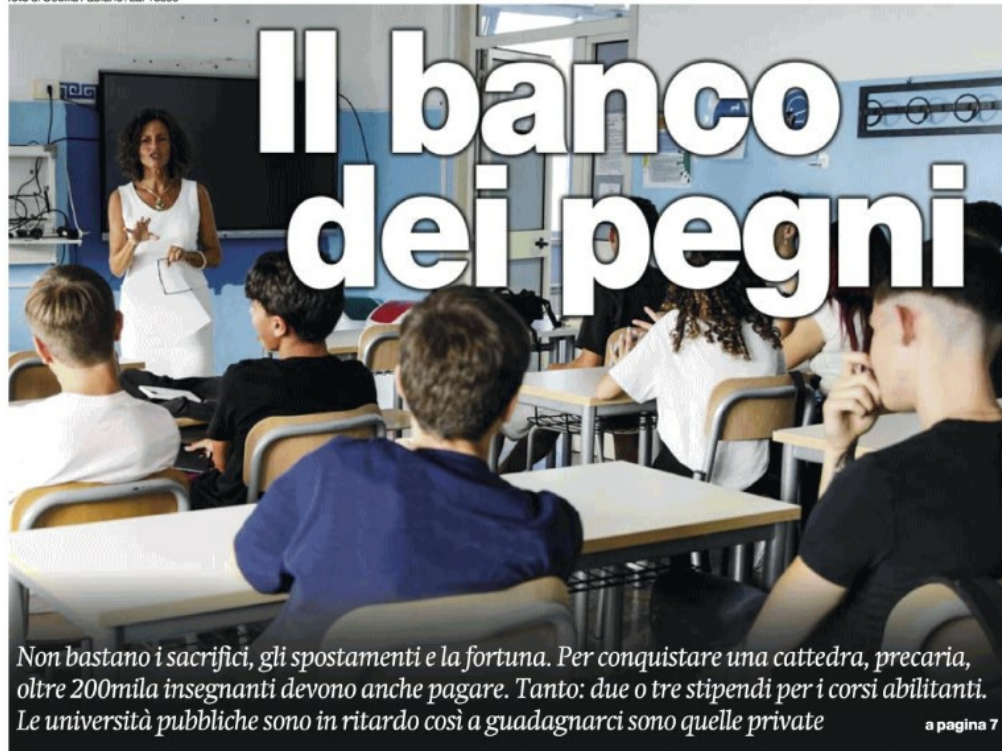 Il banco
dei pegni
Non bastano i sacrifici, gli spostamenti e la fortuna. Per conquistare una cattedra, precaria,
oltre 200mila insegnanti devono anche pagare. Tanto: due o tre stipendi per i corsi abilitanti.
Le università pubbliche sono in ritardo così a guadagnarci sono quelle private
a pagina 7